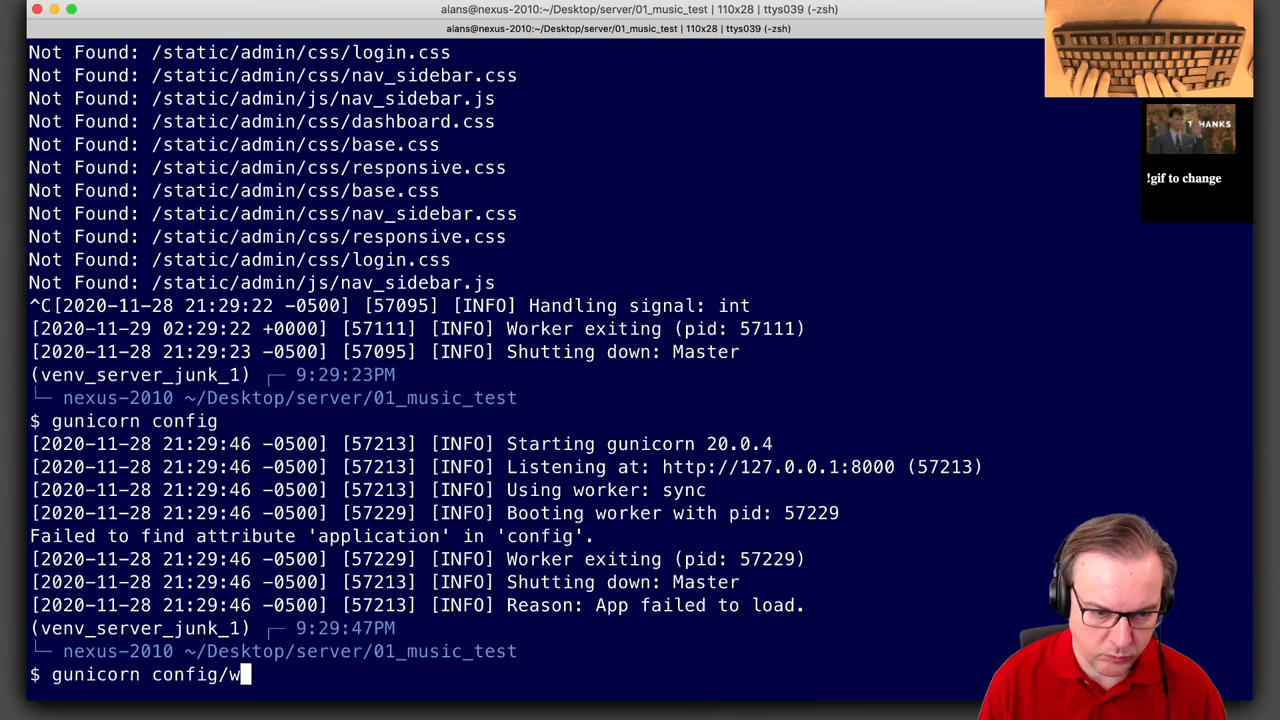 alans@nexus-2010:~/Desktop/server/01_music_test | 110x28 | ttys039 (-zsh)
alans@nexus-2010:~/Desktop/server/01_music_test | 110x28 | ttys039 (-zsh)
Not Found: /static/admin/css/login.css
Not Found: /static/admin/css/nav_sidebar.css
Not Found: /static/admin/js/nav_sidebar.js
Not Found: /static/admin/css/dashboard.css
Not Found: /static/admin/css/base.css
Not Found: /static/admin/css/responsive.css
Not Found: /static/admin/css/base.css
Not Found: /static/admin/css/nav_sidebar.css
Not Found: /static/admin/css/responsive.css
Not Found: /static/admin/css/login.css
Not Found: /static/admin/js/nav_sidebar.js
^C[2020-11-28 21:29:22 -0500] [57095] [INFO] Handling signal: int
[2020-11-29 02:29:22 +0000] [57111] [INFO] Worker exiting (pid: 57111)
[2020-11-28 21:29:23 -0500] [57095] [INFO] Shutting down: Master
(venv_server_junk_1) ┌─ 9:29:23PM
└─ nexus-2010 ~/Desktop/server/01_music_test
$ gunicorn config
[2020-11-28 21:29:46 -0500] [57213] [INFO] Starting gunicorn 20.0.4
[2020-11-28 21:29:46 -0500] [57213] [INFO] Listening at: http://127.0.0.1:8000 (57213)
[2020-11-28 21:29:46 -0500] [57213] [INFO] Using worker: sync
[2020-11-28 21:29:46 -0500] [57229] [INFO] Booting worker with pid: 57229
Failed to find attribute 'application' in 'config'.
[2020-11-28 21:29:46 -0500] [57229] [INFO] Worker exiting (pid: 57229)
[2020-11-28 21:29:46 -0500] [57213] [INFO] Shutting down: Master
[2020-11-28 21:29:46 -0500] [57213] [INFO] Reason: App failed to load.
(venv_server_junk_1) ┌─ 9:29:47PM
└─ nexus-2010 ~/Desktop/server/01_music_test
$ gunicorn config/w
!gif to change